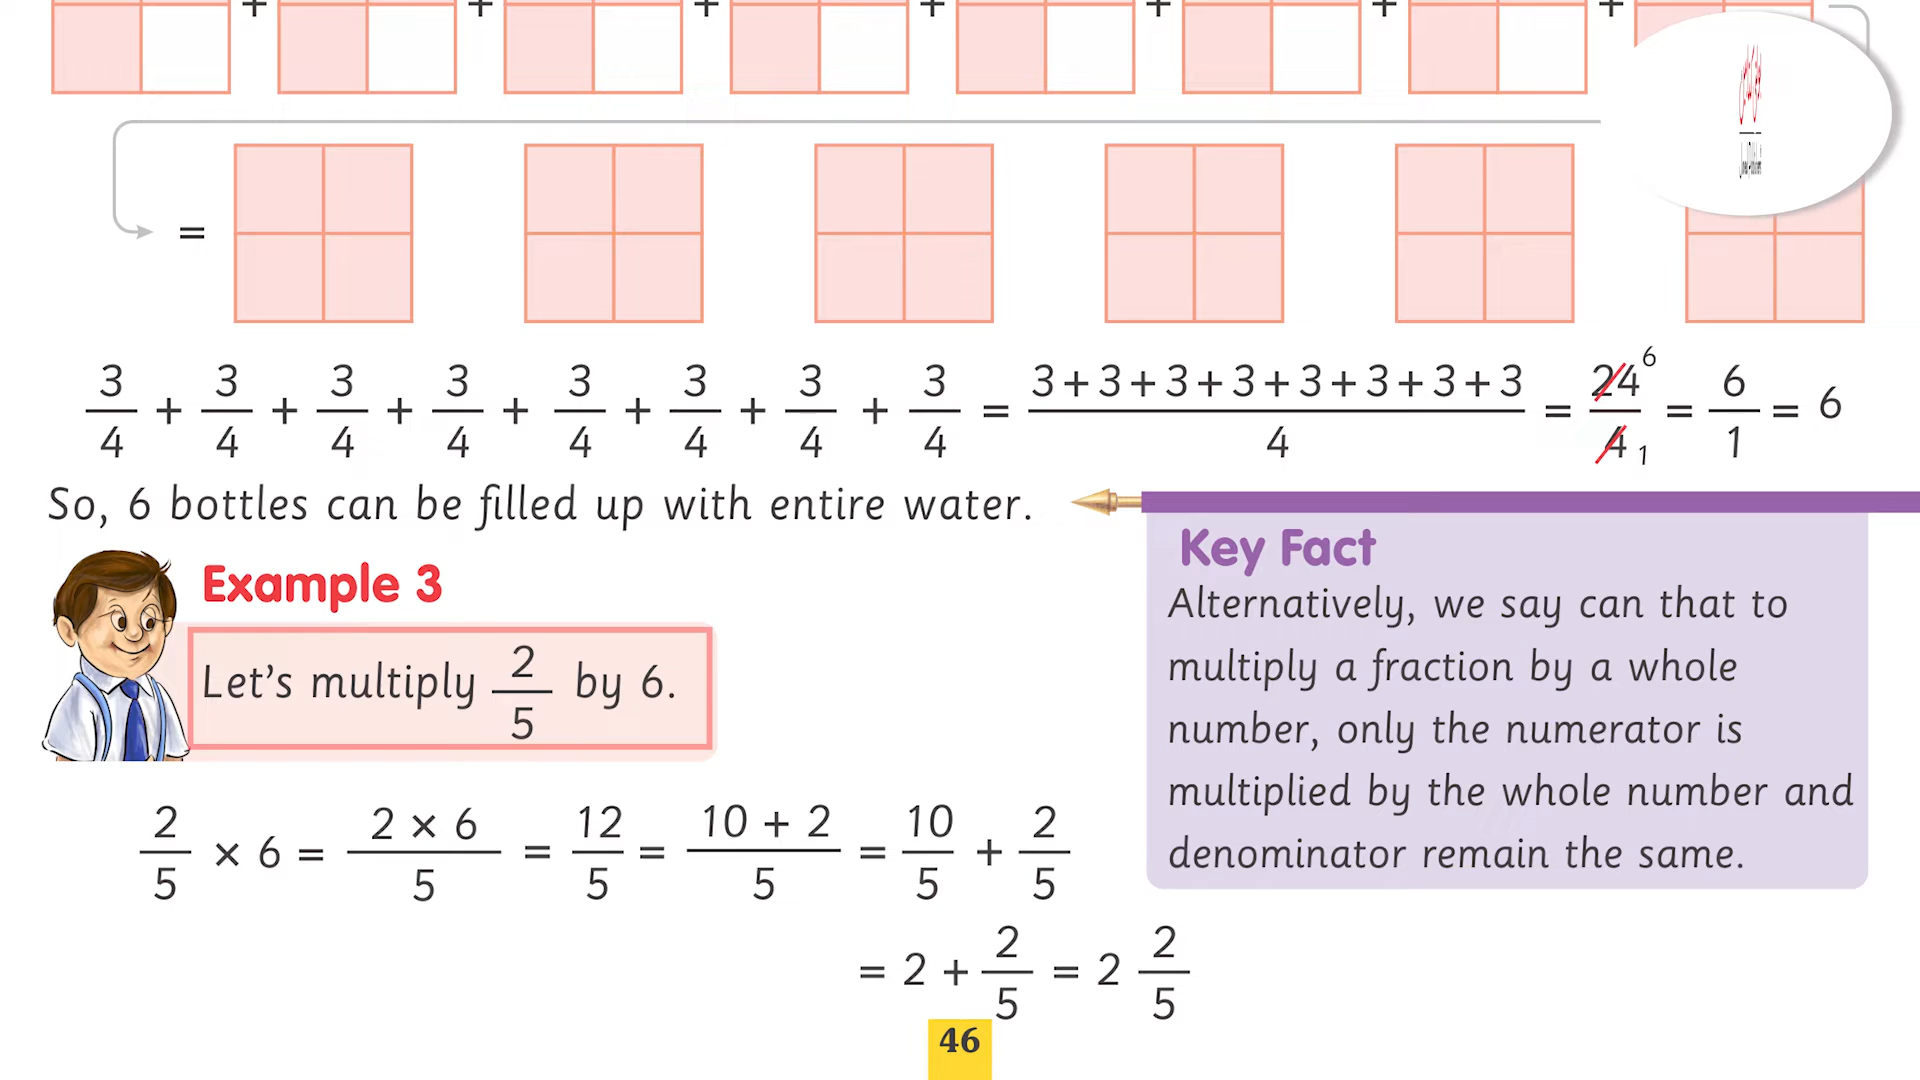 + + + + + + +
=
3/4 + 3/4 + 3/4 + 3/4 + 3/4 + 3/4 + 3/4 + 3/4 = 3+3+3+3+3+3+3+3/4 = 24/4 6 1 = 6/1 = 6
So, 6 bottles can be filled up with entire water.
Example 3
Let's multiply 2/5 by 6.
2/5 × 6 = 2 × 6/5 = 12/5 = 10 + 2/5 = 10/5 + 2/5
= 2 + 2/5 = 2 2/5
Key Fact
Alternatively, we say can that to
multiply a fraction by a whole
number, only the numerator is
multiplied by the whole number and
denominator remain the same.
46